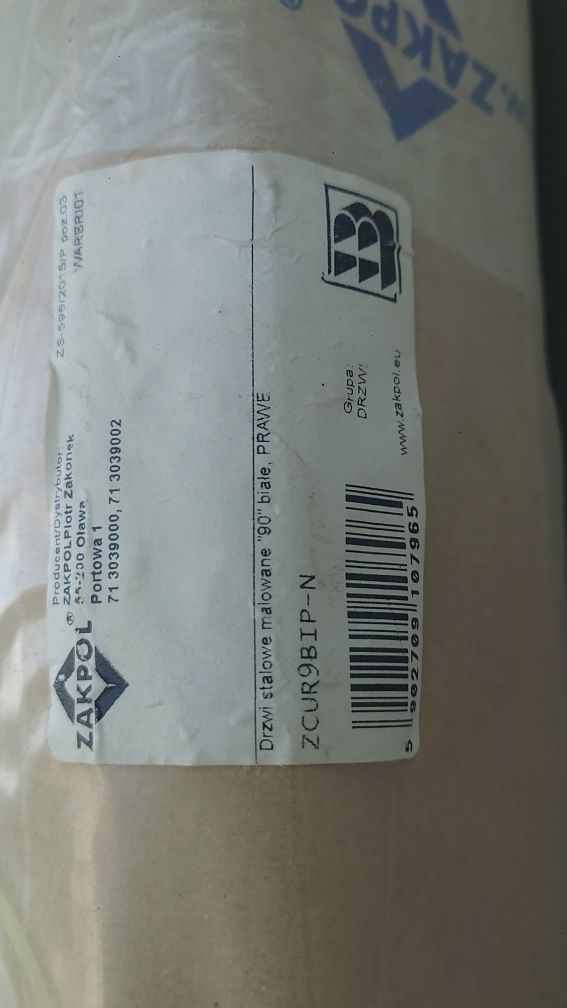 ZAKPOL®
Producent/Dystrybutor:
ZAKPOL Piotr Zakonek
55-200 Oława
Portowa 1
71 3039000, 71 3039002
ZS-598/2015/P poz.03
WARBRI01
Drzwi stalowe malowane "90" białe, PRAWE
ZCUR9BIP-N
Grupa:
DRZWI
5 902709 107965
www.zakpol.eu
B